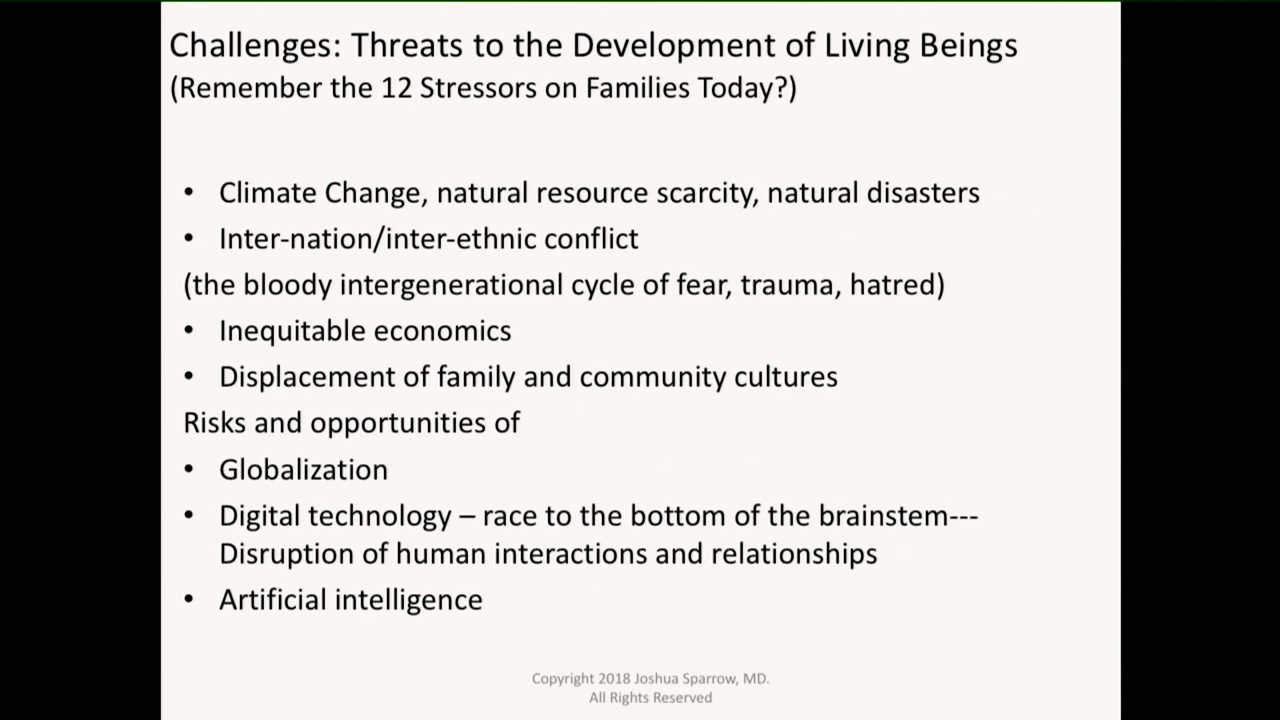 Challenges: Threats to the Development of Living Beings
(Remember the 12 Stressors on Families Today?)
• Climate Change, natural resource scarcity, natural disasters
• Inter-nation/inter-ethnic conflict
(the bloody intergenerational cycle of fear, trauma, hatred)
• Inequitable economics
• Displacement of family and community cultures
Risks and opportunities of
• Globalization
• Digital technology – race to the bottom of the brainstem---
Disruption of human interactions and relationships
• Artificial intelligence
Copyright 2018 Joshua Sparrow, MD.
All Rights Reserved